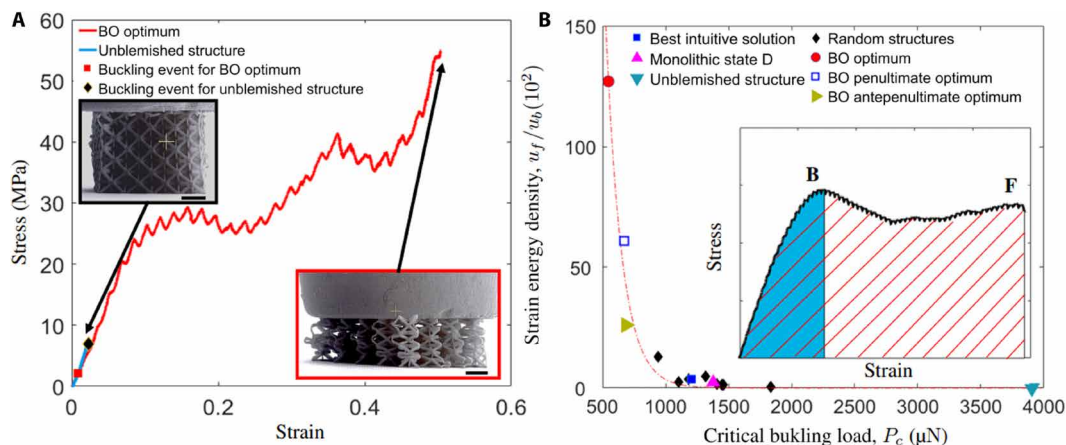 A
60
50
40
30
20
10
0
Stress (MPa)
BO optimum
Unblemished structure
Buckling event for BO optimum
Buckling event for unblemished structure
0
0.2
0.4
0.6
Strain
B
150
100
50
0
Strain energy density, u_f/u_b(10²)
Best intuitive solution
Monolithic state D
Unblemished structure
Random structures
BO optimum
BO penultimate optimum
BO antepenultimate optimum
B
F
Stress
Strain
500
1000
1500
2000
2500
3000
3500
4000
Critical bukling load, P_c (μN)